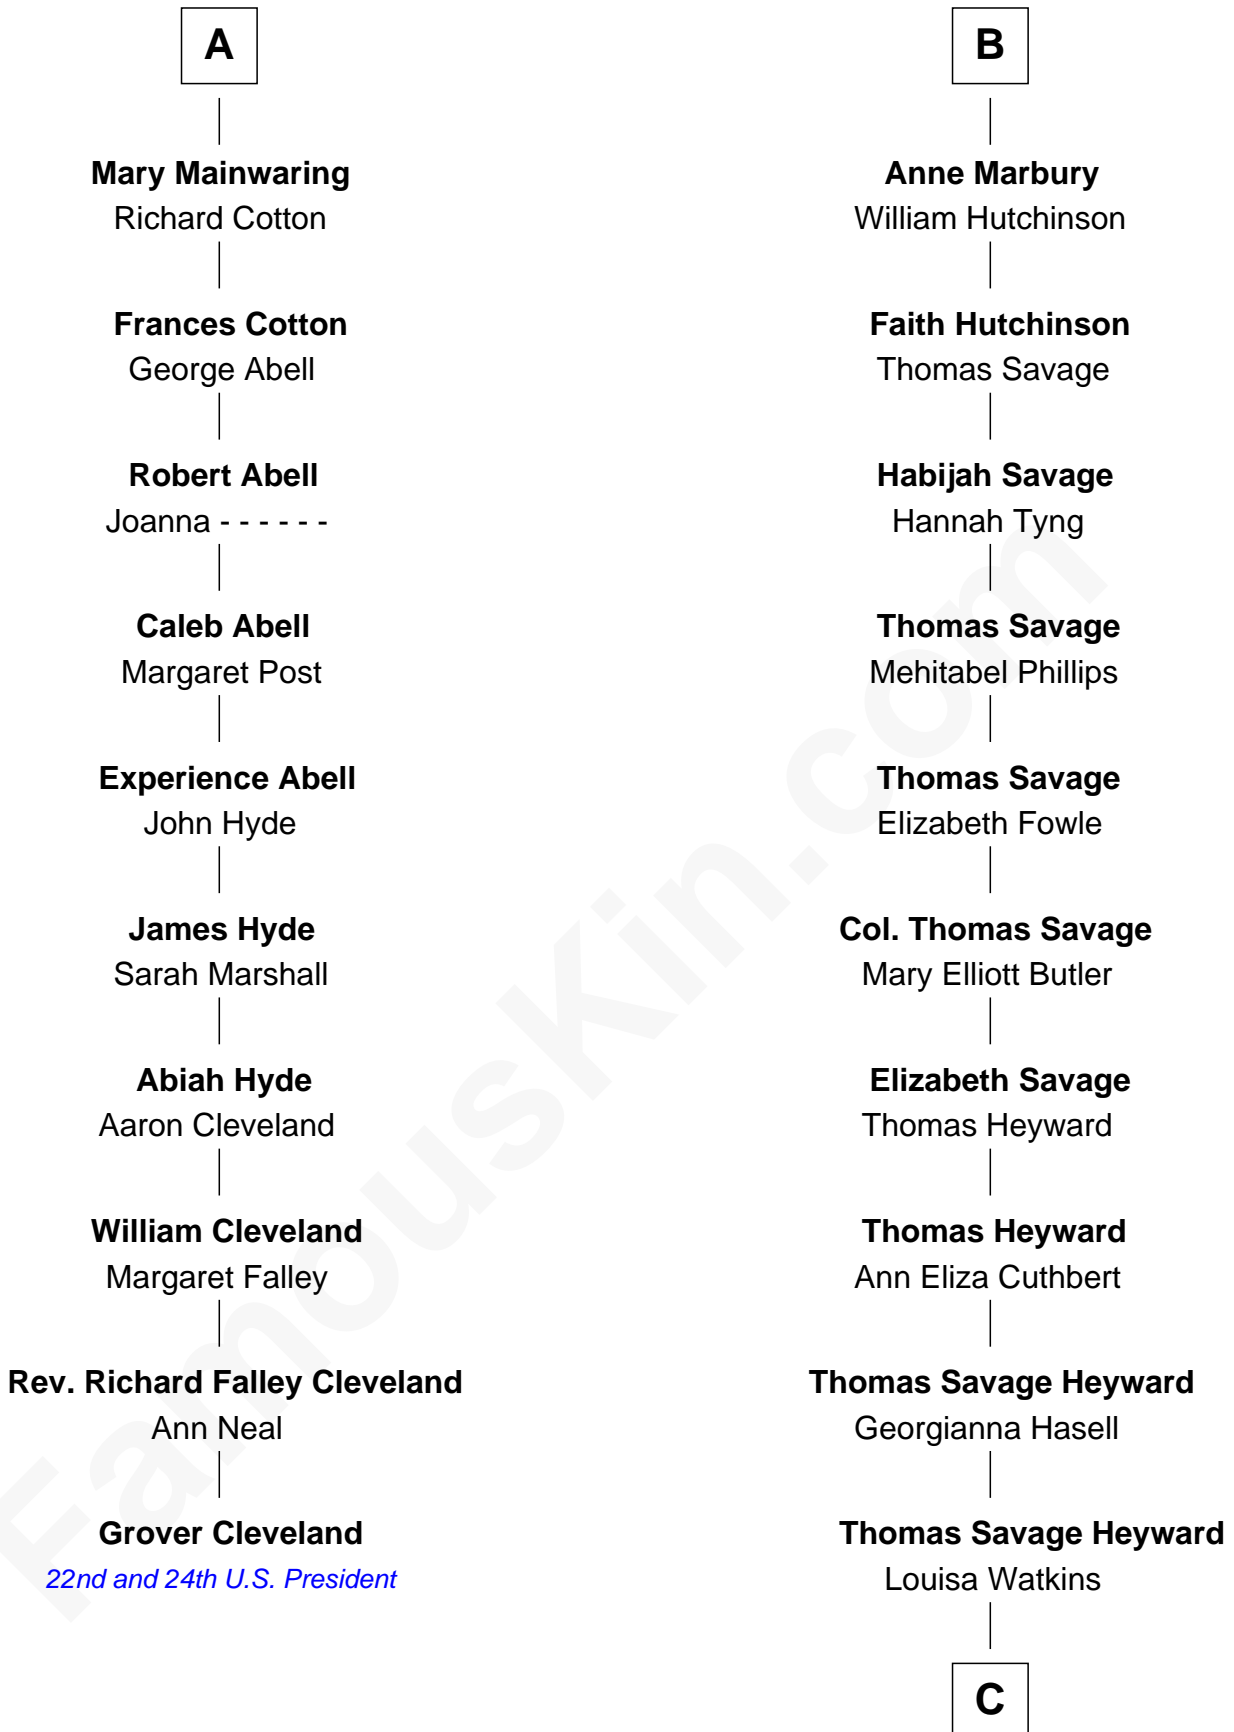 A
Mary Mainwaring
Richard Cotton
Frances Cotton
George Abell
Robert Abell
Joanna - - - - - -
Caleb Abell
Margaret Post
Experience Abell
John Hyde
James Hyde
Sarah Marshall
Abiah Hyde
Aaron Cleveland
William Cleveland
Margaret Falley
Rev. Richard Falley Cleveland
Ann Neal
Grover Cleveland
22nd and 24th U.S. President
B
Anne Marbury
William Hutchinson
Faith Hutchinson
Thomas Savage
Habijah Savage
Hannah Tyng
Thomas Savage
Mehitabel Phillips
Thomas Savage
Elizabeth Fowle
Col. Thomas Savage
Mary Elliott Butler
Elizabeth Savage
Thomas Heyward
Thomas Heyward
Ann Eliza Cuthbert
Thomas Savage Heyward
Georgianna Hasell
Thomas Savage Heyward
Louisa Watkins
C
FamousKin.com